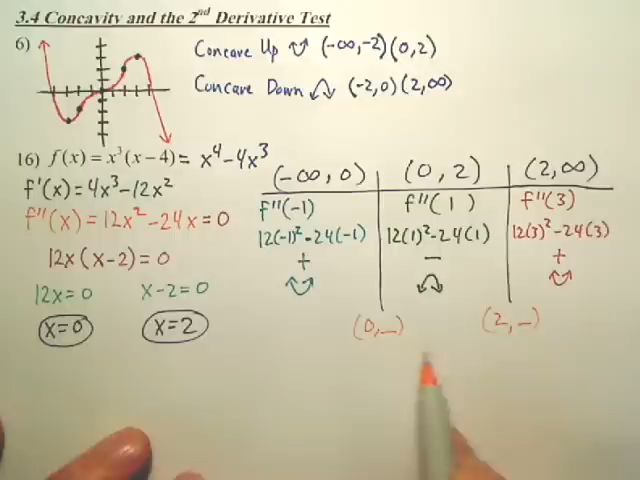 3.4 Concavity and the 2nd Derivative Test
6)
Concave Up (-∞,-2)(0,2)
Concave Down (-2,0)(2,∞)
16) f(x) = x³(x-4) = x⁴-4x³
f'(x) = 4x³-12x²
f''(x) = 12x²-24x=0
12x(x-2)=0
12x=0 x-2=0
x=0 x=2
(-∞,0) (0,2) (2,∞)
f''(-1) f''(1) f''(3)
12(-1)²-24(-1) 12(1)²-24(1) 12(3)²-24(3)
+ − +
(0,_) (2,_)